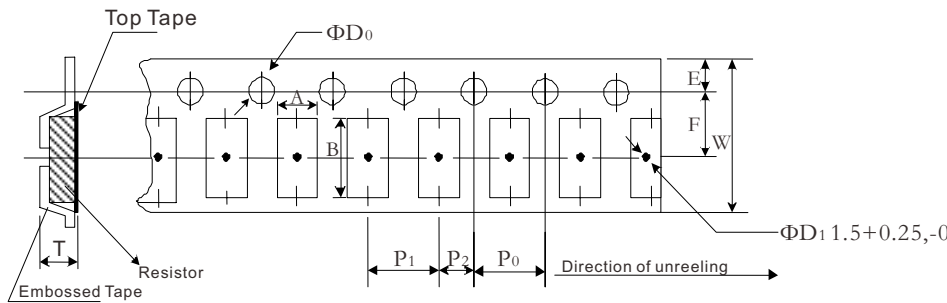 Top Tape
ΦD₀
A
E
B
F
W
T
Resistor
Embossed Tape
P₁
P₂
P₀
Direction of unreeling
ΦD₁ 1.5+0.25,-0